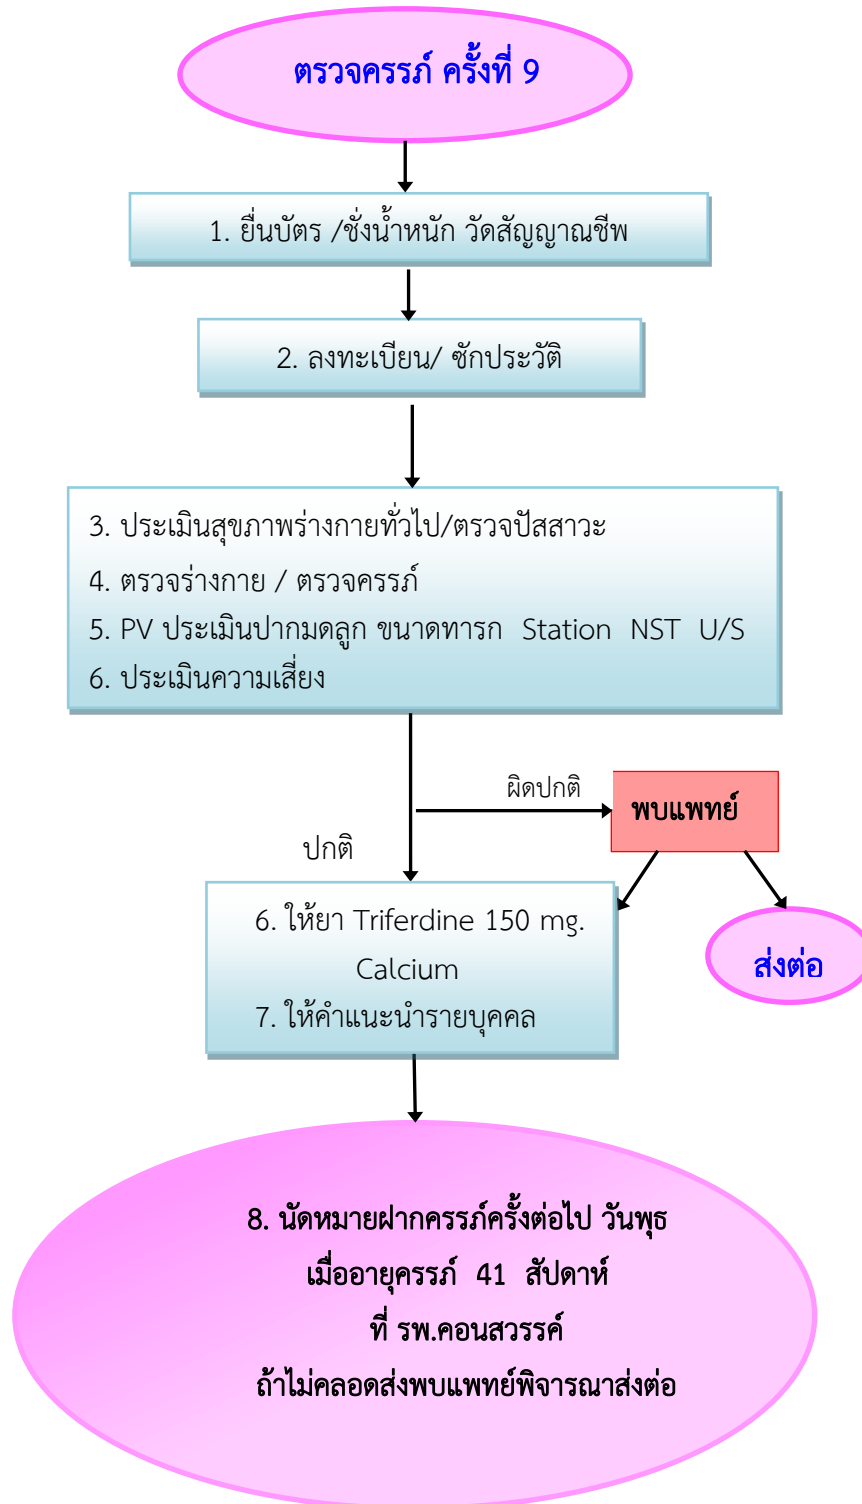 ตรวจครรภ์ ครั้งที่ 9
1. ยื่นบัตร /ชั่งน้ำหนัก วัดสัญญาณชีพ
2. ลงทะเบียน/ ซักประวัติ
3. ประเมินสุขภาพร่างกายทั่วไป/ตรวจปัสสาวะ
4. ตรวจร่างกาย / ตรวจครรภ์
5. PV ประเมินปากมดลูก ขนาดทารก Station NST U/S
6. ประเมินความเสี่ยง
ผิดปกติ
พบแพทย์
ปกติ
6. ให้ยา Triferdine 150 mg.
Calcium
7. ให้คำแนะนำรายบุคคล
ส่งต่อ
8. นัดหมายฝากครรภ์ครั้งต่อไป วันพุธ
เมื่ออายุครรภ์ 41 สัปดาห์
ที่ รพ.คอนสวรรค์
ถ้าไม่คลอดส่งพบแพทย์พิจารณาส่งต่อ